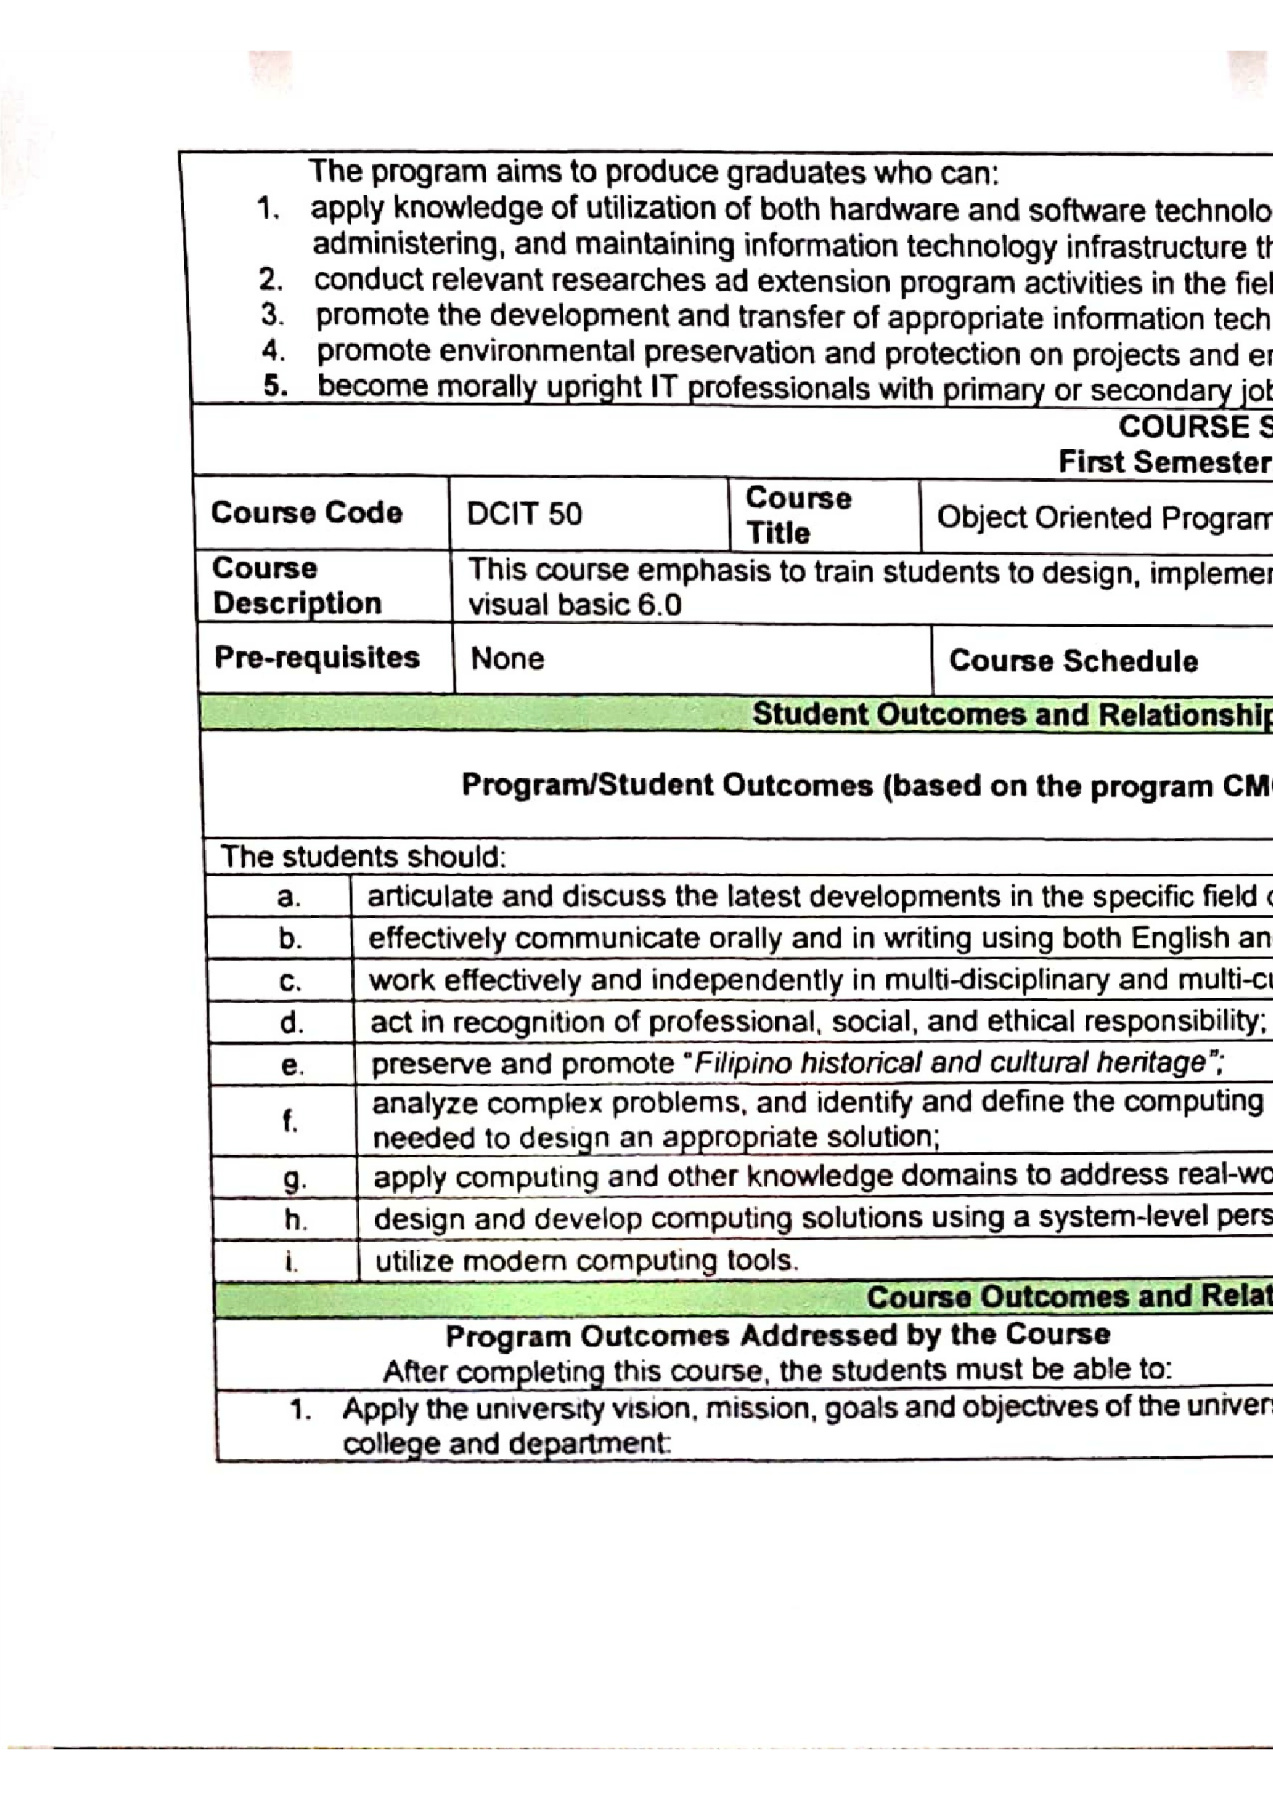 The program aims to produce graduates who can:
1. apply knowledge of utilization of both hardware and software technolo
administering, and maintaining information technology infrastructure th
2. conduct relevant researches ad extension program activities in the fiel
3. promote the development and transfer of appropriate information tech
4. promote environmental preservation and protection on projects and en
5. become morally upright IT professionals with primary or secondary job
COURSE S
First Semester
Course Code DCIT 50 Course Title Object Oriented Program
Course Description This course emphasis to train students to design, implemen
visual basic 6.0
Pre-requisites None Course Schedule
Student Outcomes and Relationship
Program/Student Outcomes (based on the program CM
The students should:
a. articulate and discuss the latest developments in the specific field o
b. effectively communicate orally and in writing using both English an
c. work effectively and independently in multi-disciplinary and multi-cu
d. act in recognition of professional, social, and ethical responsibility;
e. preserve and promote "Filipino historical and cultural heritage";
f. analyze complex problems, and identify and define the computing
needed to design an appropriate solution;
g. apply computing and other knowledge domains to address real-wo
h. design and develop computing solutions using a system-level pers
i. utilize modern computing tools.
Course Outcomes and Relat
Program Outcomes Addressed by the Course
After completing this course, the students must be able to:
1. Apply the university vision, mission, goals and objectives of the univers
college and department: